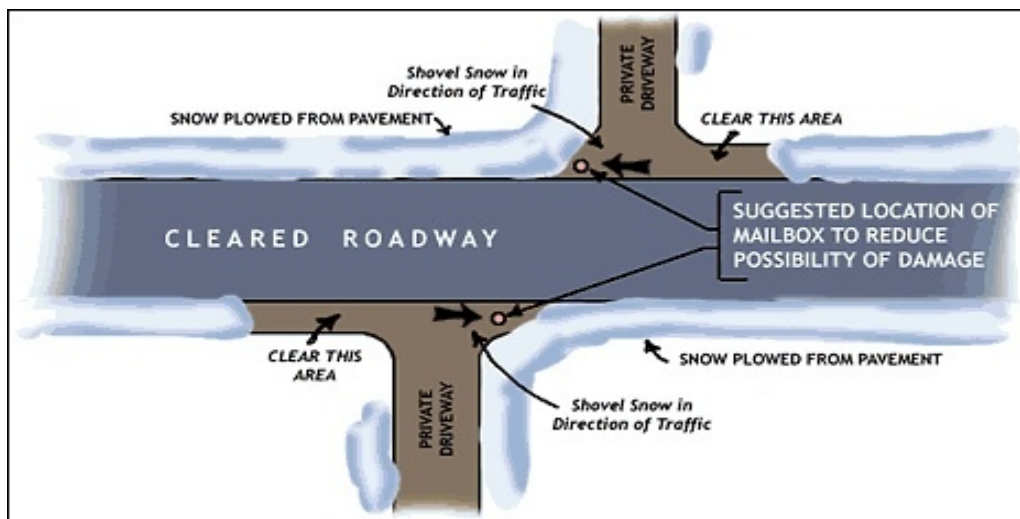 PRIVATE
DRIVEWAY
Shovel Snow in
Direction of Traffic
SNOW PLOWED FROM PAVEMENT
CLEAR THIS AREA
CLEARED ROADWAY
SUGGESTED LOCATION OF
MAILBOX TO REDUCE
POSSIBILITY OF DAMAGE
CLEAR THIS
AREA
SNOW PLOWED FROM PAVEMENT
PRIVATE
DRIVEWAY
Shovel Snow in
Direction of Traffic